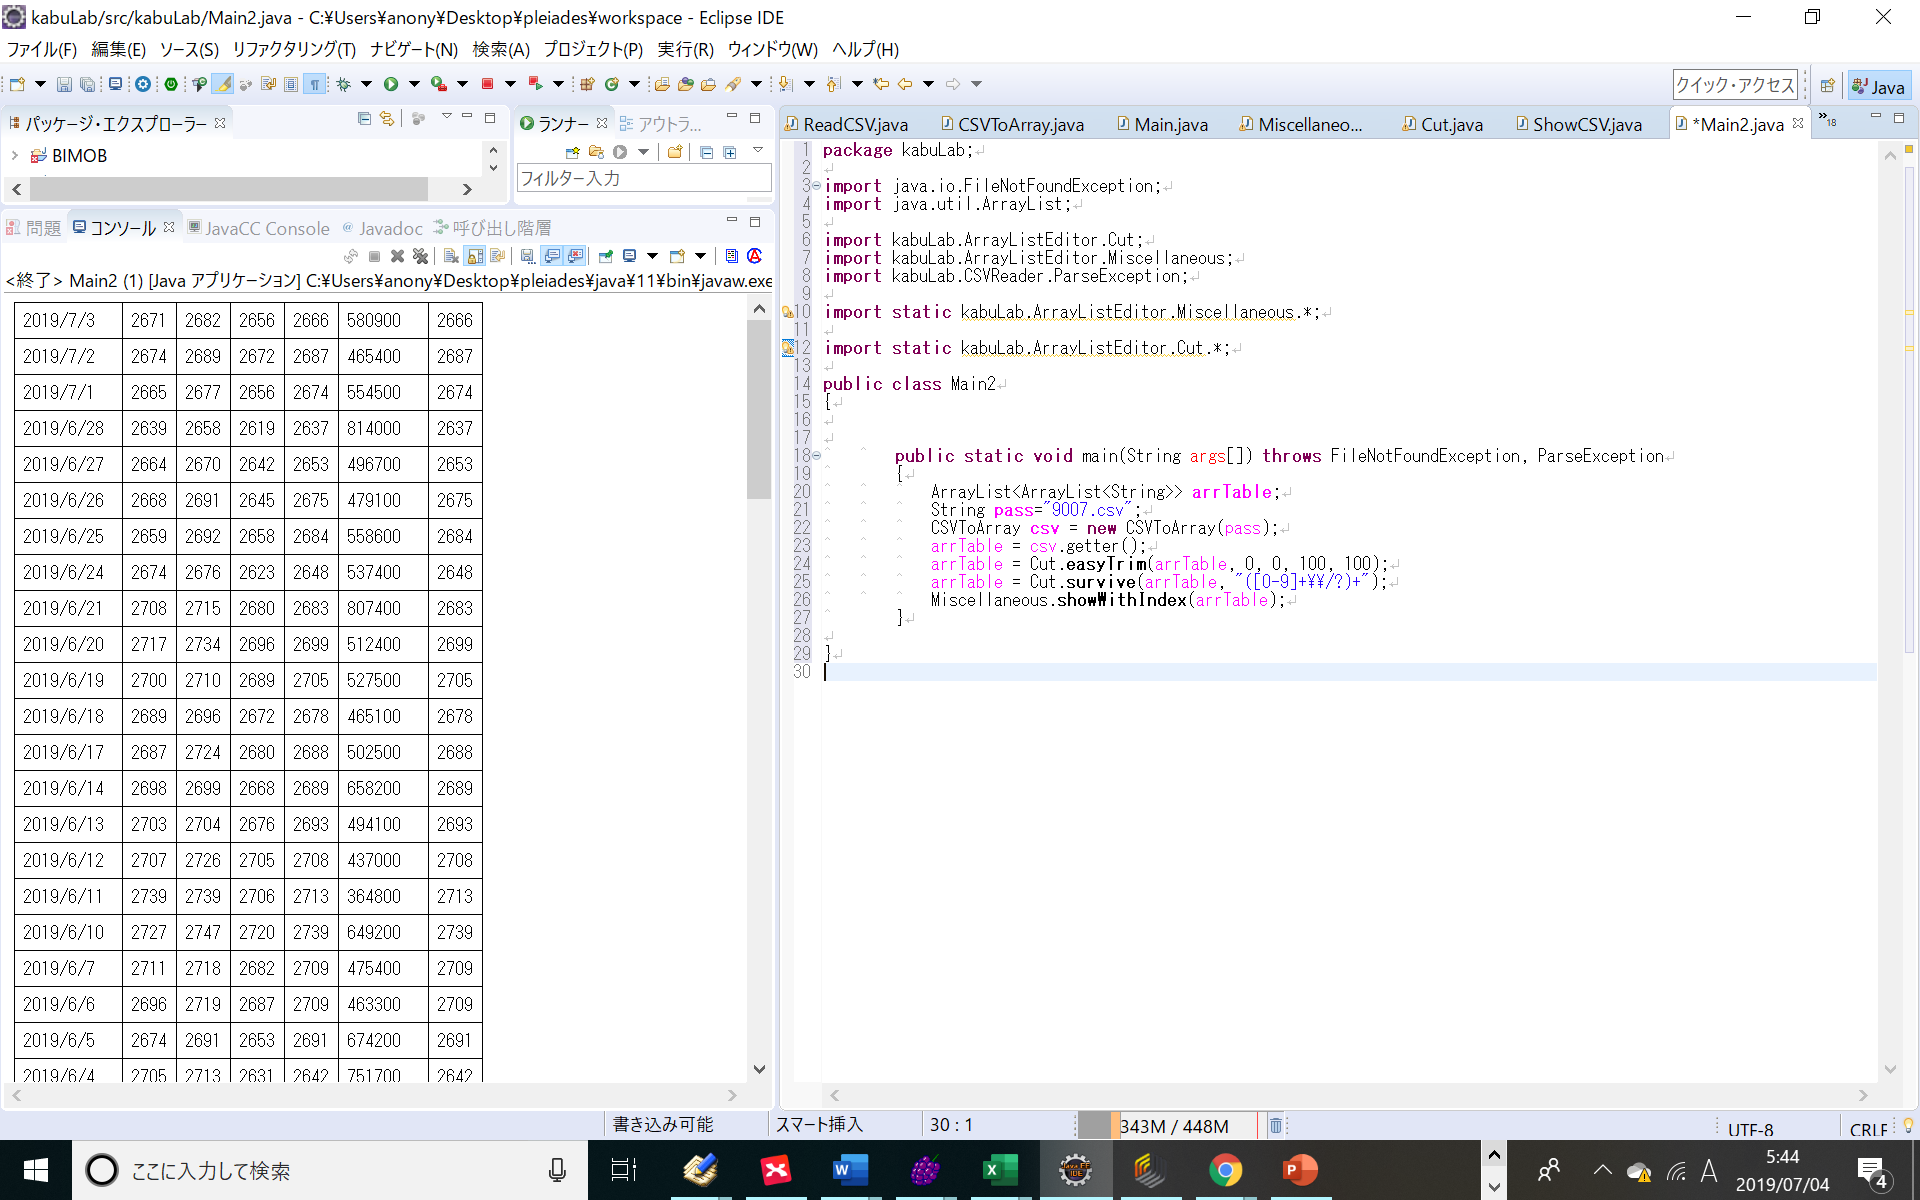 kabuLab/src/kabuLab/Main2.java - C:¥Users¥anony¥Desktop¥pleiades¥workspace - Eclipse IDE
ファイル(F) 編集(E) ソース(S) リファクタリング(T) ナビゲート(N) 検索(A) プロジェクト(P) 実行(R) ウィンドウ(W) ヘルプ(H)
クイック・アクセス
Java
パッケージ・エクスプローラー
BIMOB
ランナー
アウトラ...
フィルター入力
問題 コンソール JavaCC Console @ Javadoc 呼び出し階層
<終了> Main2 (1) [Java アプリケーション] C:¥Users¥anony¥Desktop¥pleiades¥java¥11¥bin¥javaw.exe
2019/7/3 2671 2682 2656 2666 580900 2666
2019/7/2 2674 2689 2672 2687 465400 2687
2019/7/1 2665 2677 2656 2674 554500 2674
2019/6/28 2639 2658 2619 2637 814000 2637
2019/6/27 2664 2670 2642 2653 496700 2653
2019/6/26 2668 2691 2645 2675 479100 2675
2019/6/25 2659 2692 2658 2684 558600 2684
2019/6/24 2674 2676 2623 2648 537400 2648
2019/6/21 2708 2715 2680 2683 807400 2683
2019/6/20 2717 2734 2696 2699 512400 2699
2019/6/19 2700 2710 2689 2705 527500 2705
2019/6/18 2689 2696 2672 2678 465100 2678
2019/6/17 2687 2724 2680 2688 502500 2688
2019/6/14 2698 2699 2668 2689 658200 2689
2019/6/13 2703 2704 2676 2693 494100 2693
2019/6/12 2707 2726 2705 2708 437000 2708
2019/6/11 2739 2739 2706 2713 364800 2713
2019/6/10 2727 2747 2720 2739 649200 2739
2019/6/7 2711 2718 2682 2709 475400 2709
2019/6/6 2696 2719 2687 2709 463300 2709
2019/6/5 2674 2691 2653 2691 674200 2691
2019/6/4 2705 2713 2631 2642 751700 2642
ReadCSV.java CSVToArray.java Main.java Miscellaneo... Cut.java ShowCSV.java *Main2.java »18
1 package kabuLab;
2
3 import java.io.FileNotFoundException;
4 import java.util.ArrayList;
5
6 import kabuLab.ArrayListEditor.Cut;
7 import kabuLab.ArrayListEditor.Miscellaneous;
8 import kabuLab.CSVReader.ParseException;
9
10 import static kabuLab.ArrayListEditor.Miscellaneous.*;
11
12 import static kabuLab.ArrayListEditor.Cut.*;
13
14 public class Main2
15 {
16
17
18 public static void main(String args[]) throws FileNotFoundException, ParseException
19 {
20 ArrayList<ArrayList<String>> arrTable;
21 String pass="9007.csv";
22 CSVToArray csv = new CSVToArray(pass);
23 arrTable = csv.getter();
24 arrTable = Cut.easyTrim(arrTable, 0, 0, 100, 100);
25 arrTable = Cut.survive(arrTable, "([0-9]+¥¥/?)+");
26 Miscellaneous.showWithIndex(arrTable);
27 }
28
29 }
30
書き込み可能 スマート挿入 30 : 1 343M / 448M UTF-8 CRLF
ここに入力して検索
A
5:44
2019/07/04
4